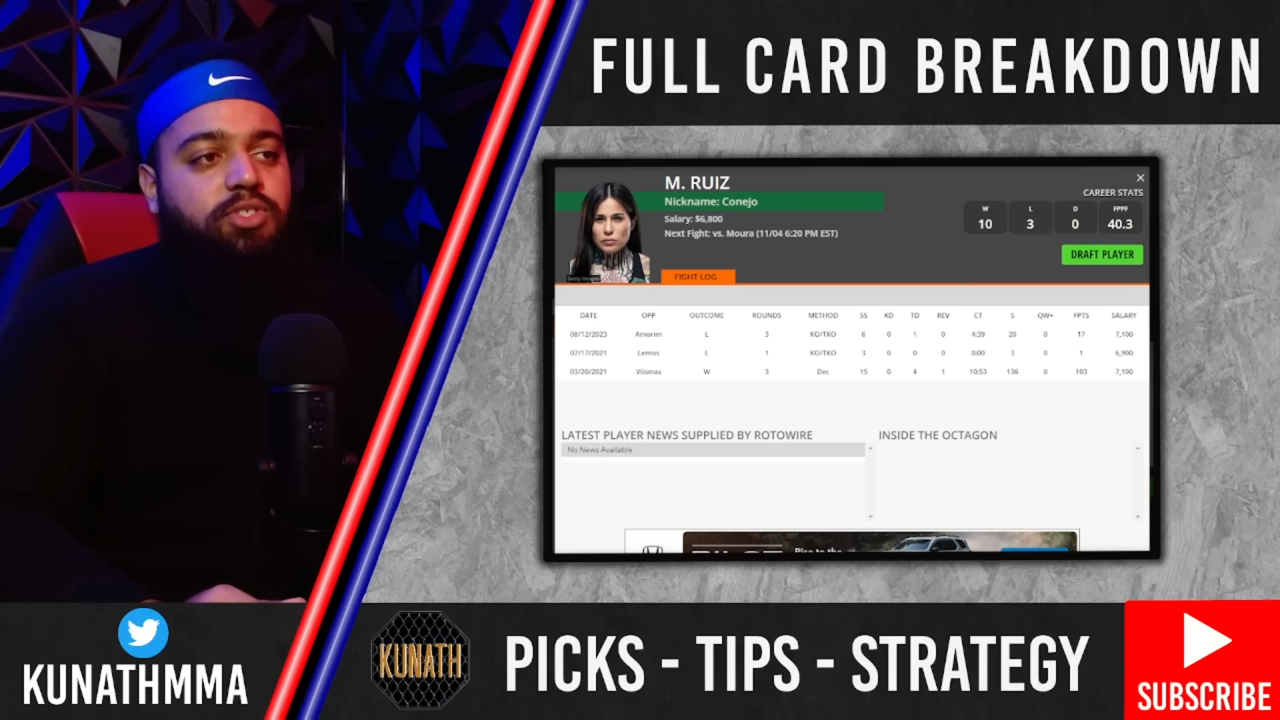 FULL CARD BREAKDOWN
M. RUIZ
Nickname: Conejo
Salary: $6,800
Next Fight: vs. Moura (11/04 6:20 PM EST)
CAREER STATS
W L D FPPF
10 3 0 40.3
DRAFT PLAYER
FIGHT LOG
DATE OPP OUTCOME ROUNDS METHOD SS KD TD REV CT S QW+ FPTS SALARY
08/12/2023 Amorim L 3 KO/TKO 6 0 1 0 4:39 20 0 17 7,100
07/17/2021 Lemos L 1 KO/TKO 3 0 0 0 0:00 3 0 1 6,900
03/20/2021 Vilsmas W 3 Dec 15 0 4 1 10:53 136 0 103 7,100
LATEST PLAYER NEWS SUPPLIED BY ROTOWIRE
INSIDE THE OCTAGON
No News Available
KUNATHMMA
KUNATH
PICKS - TIPS - STRATEGY
SUBSCRIBE